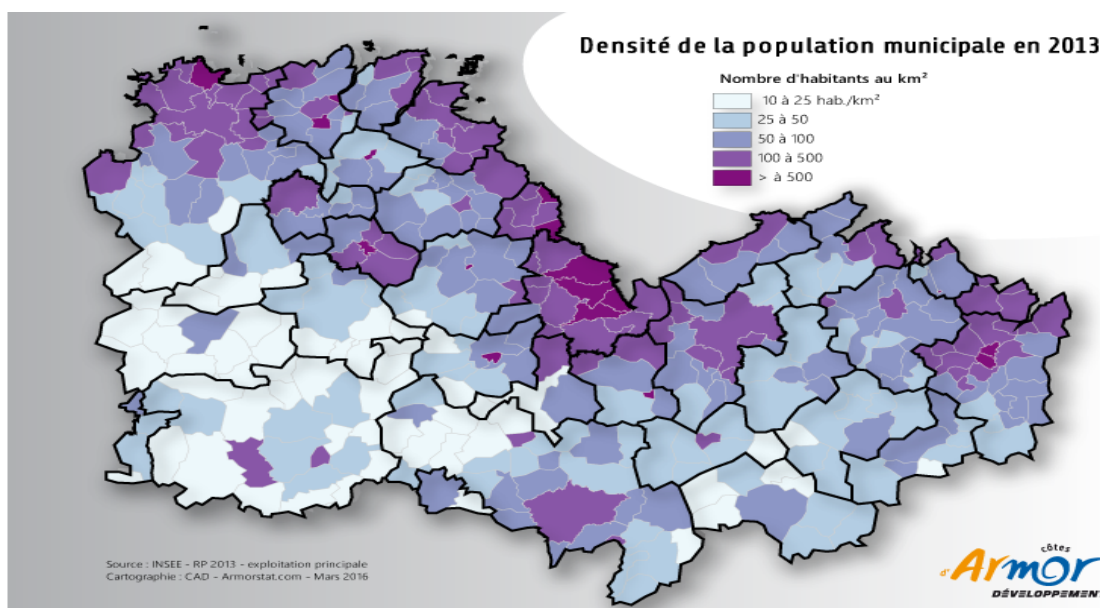 Densité de la population municipale en 2013
Nombre d'habitants au km²
10 à 25 hab./km²
25 à 50
50 à 100
100 à 500
> à 500
Source : INSEE - RP 2013 - exploitation principale
Cartographie : CAD - Armorstat.com - Mars 2016
côtes
d'Armor
DÉVELOPPEMENT